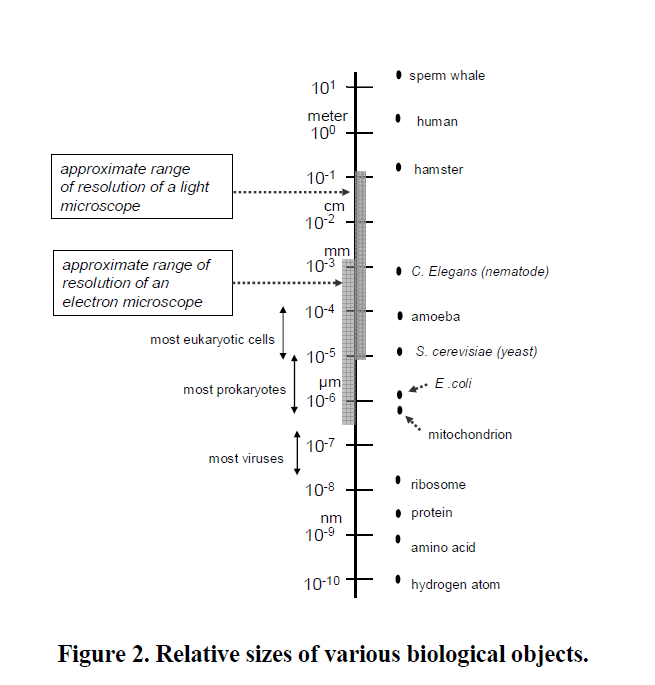 sperm whale
10¹
meter
human
10⁰
approximate range
of resolution of a light
microscope
hamster
10⁻¹
cm
10⁻²
mm
approximate range of
resolution of an
electron microscope
10⁻³
C. Elegans (nematode)
10⁻⁴
amoeba
most eukaryotic cells
S. cerevisiae (yeast)
10⁻⁵
most prokaryotes
µm
E .coli
10⁻⁶
mitochondrion
10⁻⁷
most viruses
10⁻⁸
ribosome
protein
nm
10⁻⁹
amino acid
10⁻¹⁰
hydrogen atom
Figure 2. Relative sizes of various biological objects.